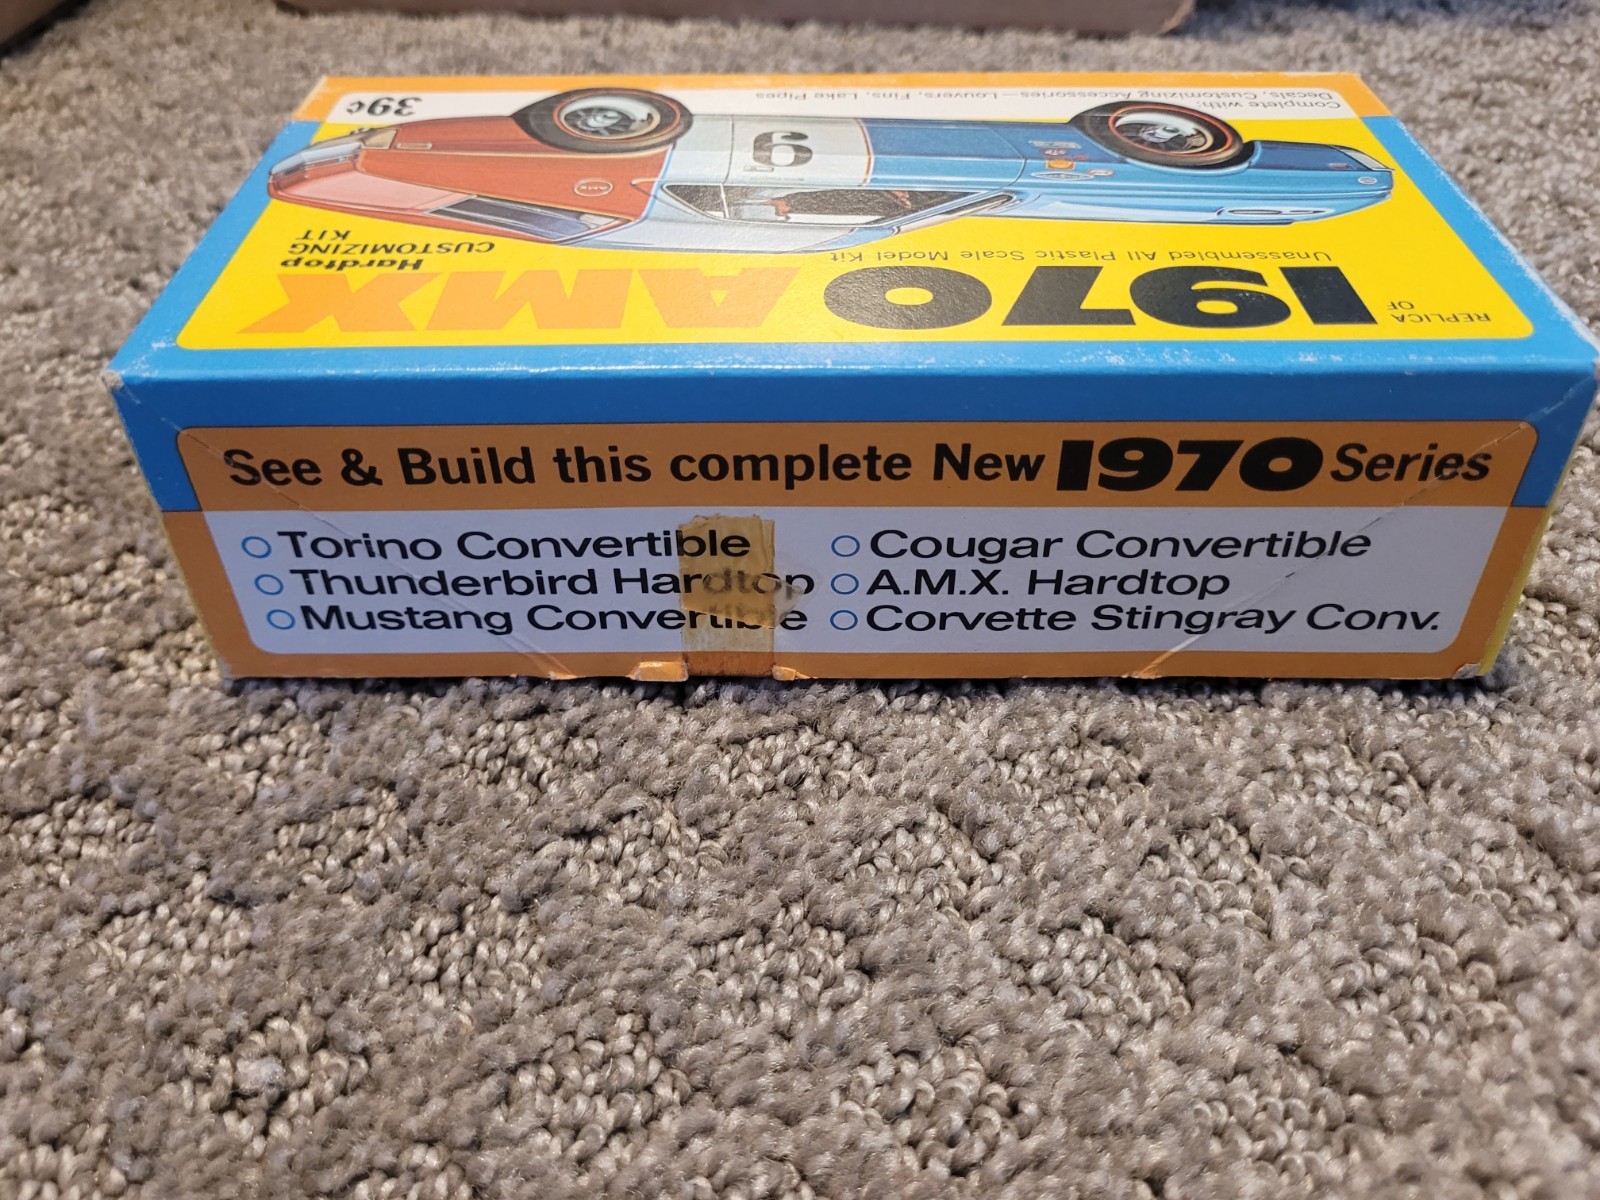 Complete with:
Decals, Customizing Accessories—Louvers, Fins, Lake Pipes
39¢
6
AMX
Unassembled All Plastic Scale Model Kit
REPLICA
OF
1970 AMX
Hardtop
CUSTOMIZING
KIT
See & Build this complete New 1970 Series
Torino Convertible
Thunderbird Hardtop
Mustang Convertible
Cougar Convertible
A.M.X. Hardtop
Corvette Stingray Conv.